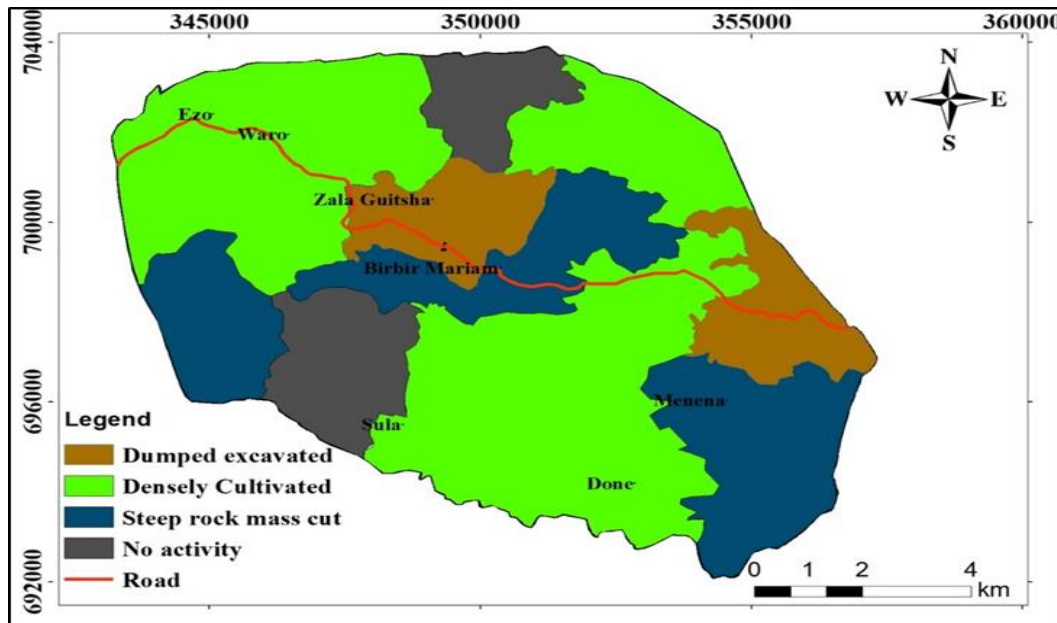 345000 350000 355000 360000
704000
N
W E
S
Ezo
Waro
700000
Zala Guitsha
Birbir Mariam
696000
Menena
Legend
Sula
Dumped excavated
Densely Cultivated
Done
Steep rock mass cut
No activity
Road
692000
0 1 2 4
km